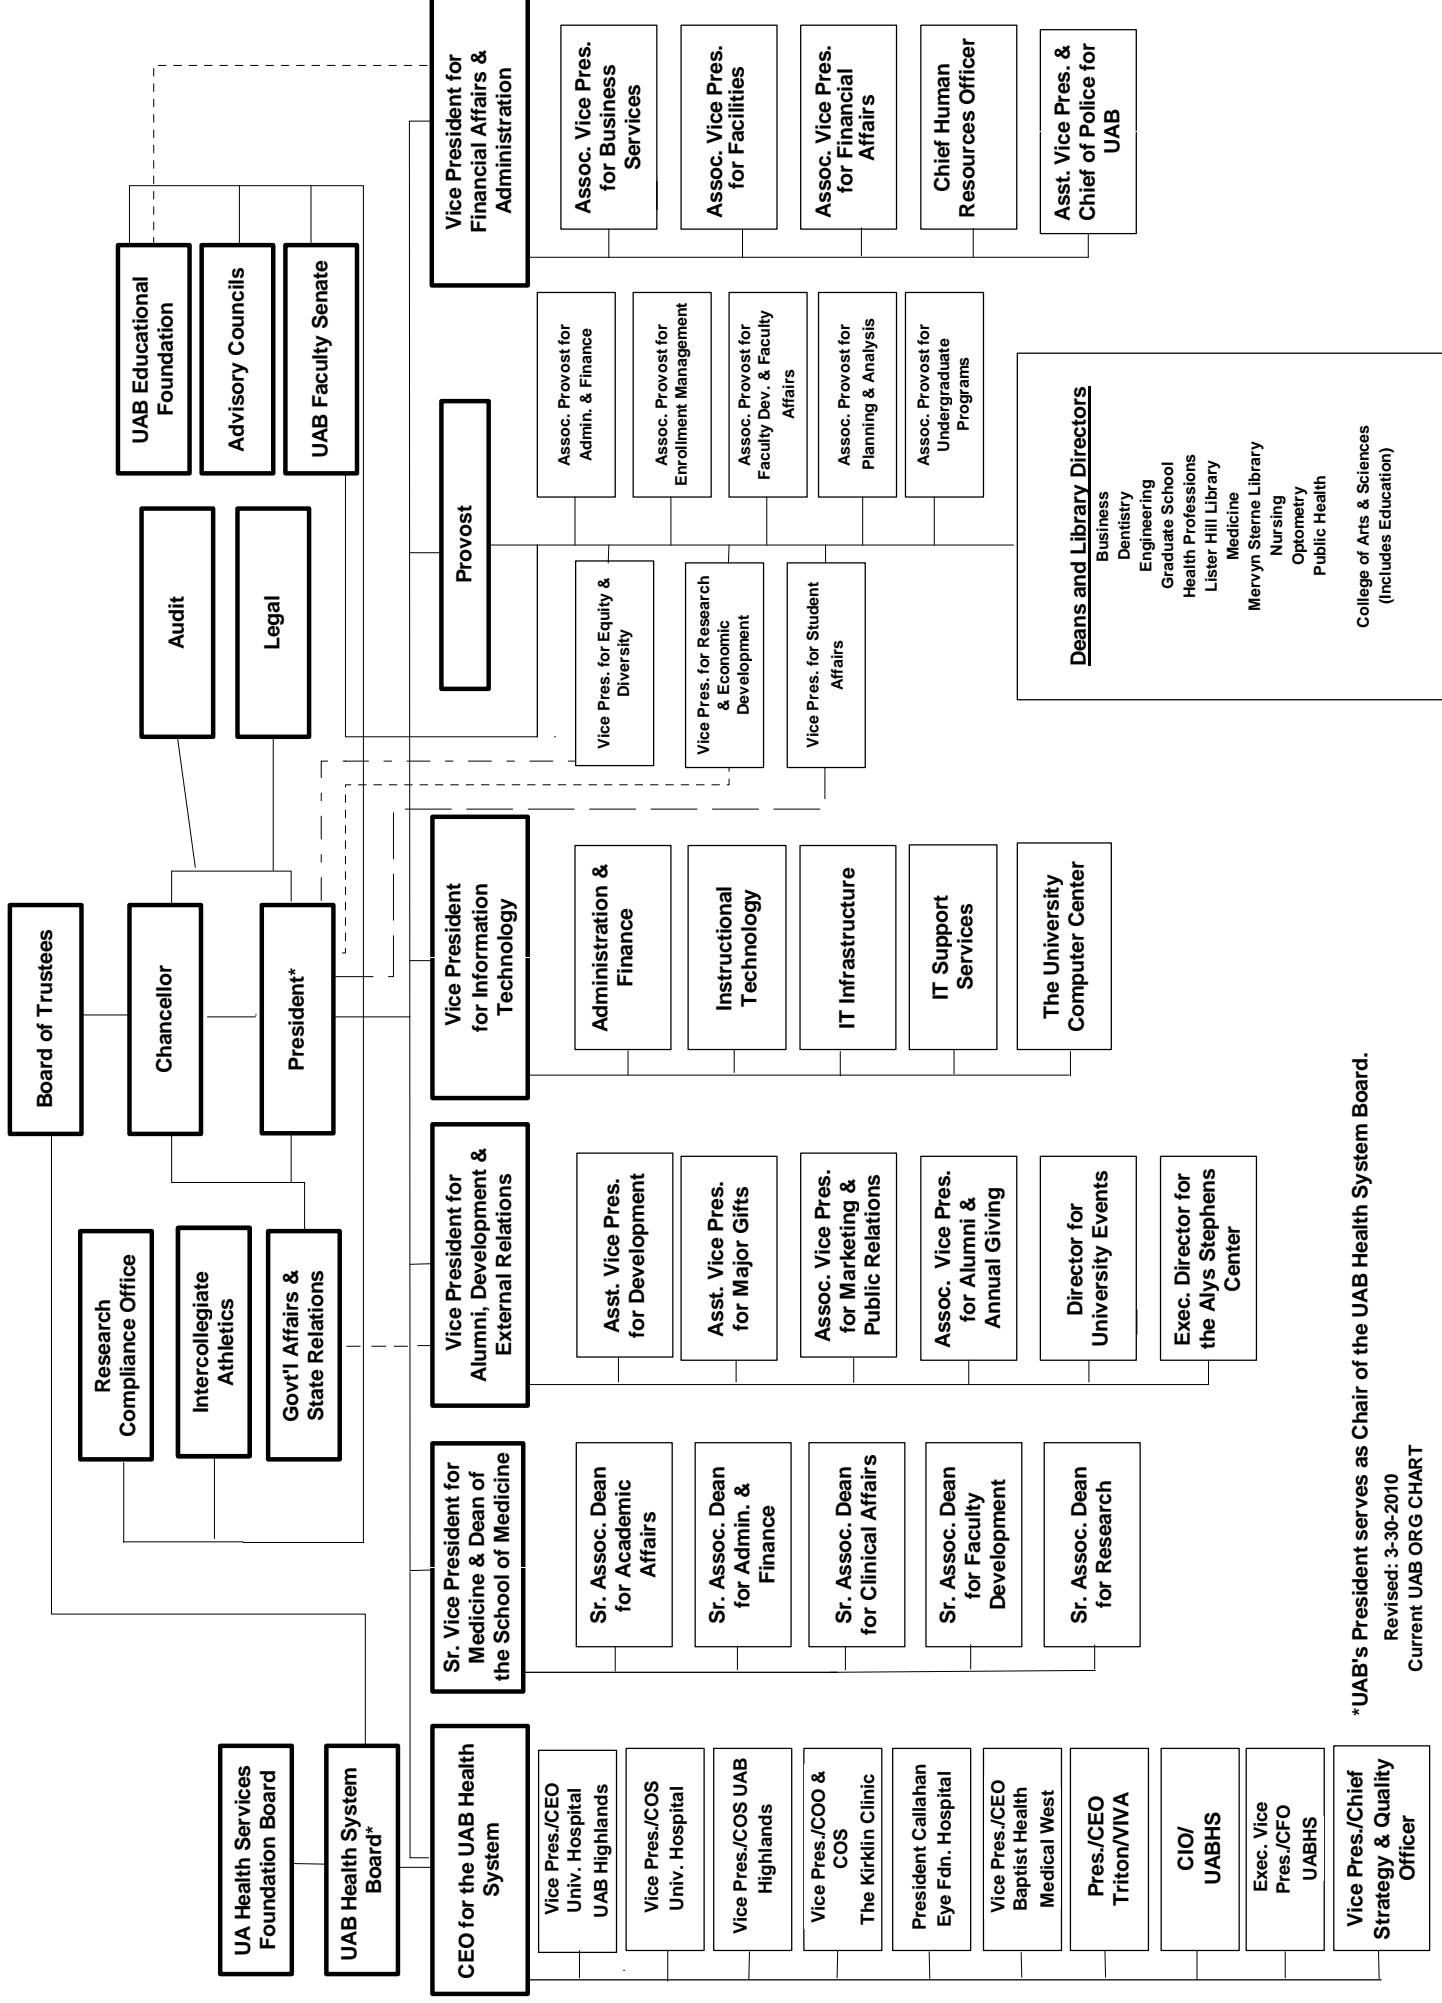 Board of Trustees
Chancellor
President*
Audit
Legal
Research
Compliance Office
Intercollegiate
Athletics
Govt'l Affairs &
State Relations
UAB Educational
Foundation
Advisory Councils
UAB Faculty Senate
UA Health Services
Foundation Board
UAB Health System
Board*
CEO for the UAB Health
System
Vice Pres./CEO
Univ. Hospital
UAB Highlands
Vice Pres./COS
Univ. Hospital
Vice Pres./COS UAB
Highlands
Vice Pres./COO &
COS
The Kirklin Clinic
President Callahan
Eye Fdn. Hospital
Vice Pres./CEO
Baptist Health
Medical West
Pres./CEO
Triton/VIVA
CIO/
UABHS
Exec. Vice
Pres./CFO
UABHS
Vice Pres./Chief
Strategy & Quality
Officer
Sr. Vice President for
Medicine & Dean of
the School of Medicine
Sr. Assoc. Dean
for Academic
Affairs
Sr. Assoc. Dean
for Admin. &
Finance
Sr. Assoc. Dean
for Clinical Affairs
Sr. Assoc. Dean
for Faculty
Development
Sr. Assoc. Dean
for Research
Vice President for
Alumni, Development &
External Relations
Asst. Vice Pres.
for Development
Asst. Vice Pres.
for Major Gifts
Assoc. Vice Pres.
for Marketing &
Public Relations
Assoc. Vice Pres.
for Alumni &
Annual Giving
Director for
University Events
Exec. Director for
the Alys Stephens
Center
Vice President
for Information
Technology
Administration &
Finance
Instructional
Technology
IT Infrastructure
IT Support
Services
The University
Computer Center
Provost
Vice Pres. for Equity &
Diversity
Vice Pres. for Research
& Economic
Development
Vice Pres. for Student
Affairs
Assoc. Provost for
Admin. & Finance
Assoc. Provost for
Enrollment Management
Assoc. Provost for
Faculty Dev. & Faculty
Affairs
Assoc. Provost for
Planning & Analysis
Assoc. Provost for
Undergraduate
Programs
Deans and Library Directors
Business
Dentistry
Engineering
Graduate School
Health Professions
Lister Hill Library
Medicine
Mervyn Sterne Library
Nursing
Optometry
Public Health
College of Arts & Sciences
(Includes Education)
Vice President for
Financial Affairs &
Administration
Assoc. Vice Pres.
for Business
Services
Assoc. Vice Pres.
for Facilities
Assoc. Vice Pres.
for Financial
Affairs
Chief Human
Resources Officer
Asst. Vice Pres. &
Chief of Police for
UAB
*UAB's President serves as Chair of the UAB Health System Board.
Revised: 3-30-2010
Current UAB ORG CHART